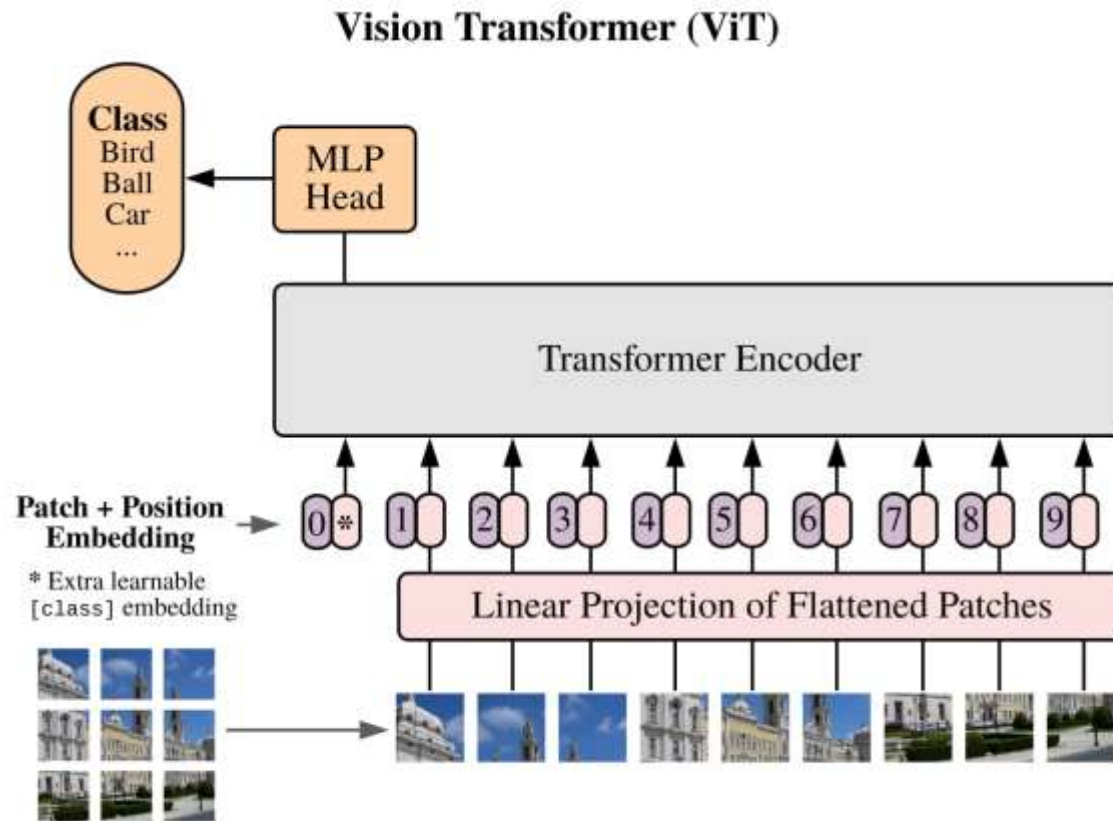 Vision Transformer (ViT)
Class
Bird
Ball
Car
...
MLP
Head
Transformer Encoder
Patch + Position
Embedding
0 * 1 2 3 4 5 6 7 8 9
* Extra learnable
[class] embedding
Linear Projection of Flattened Patches